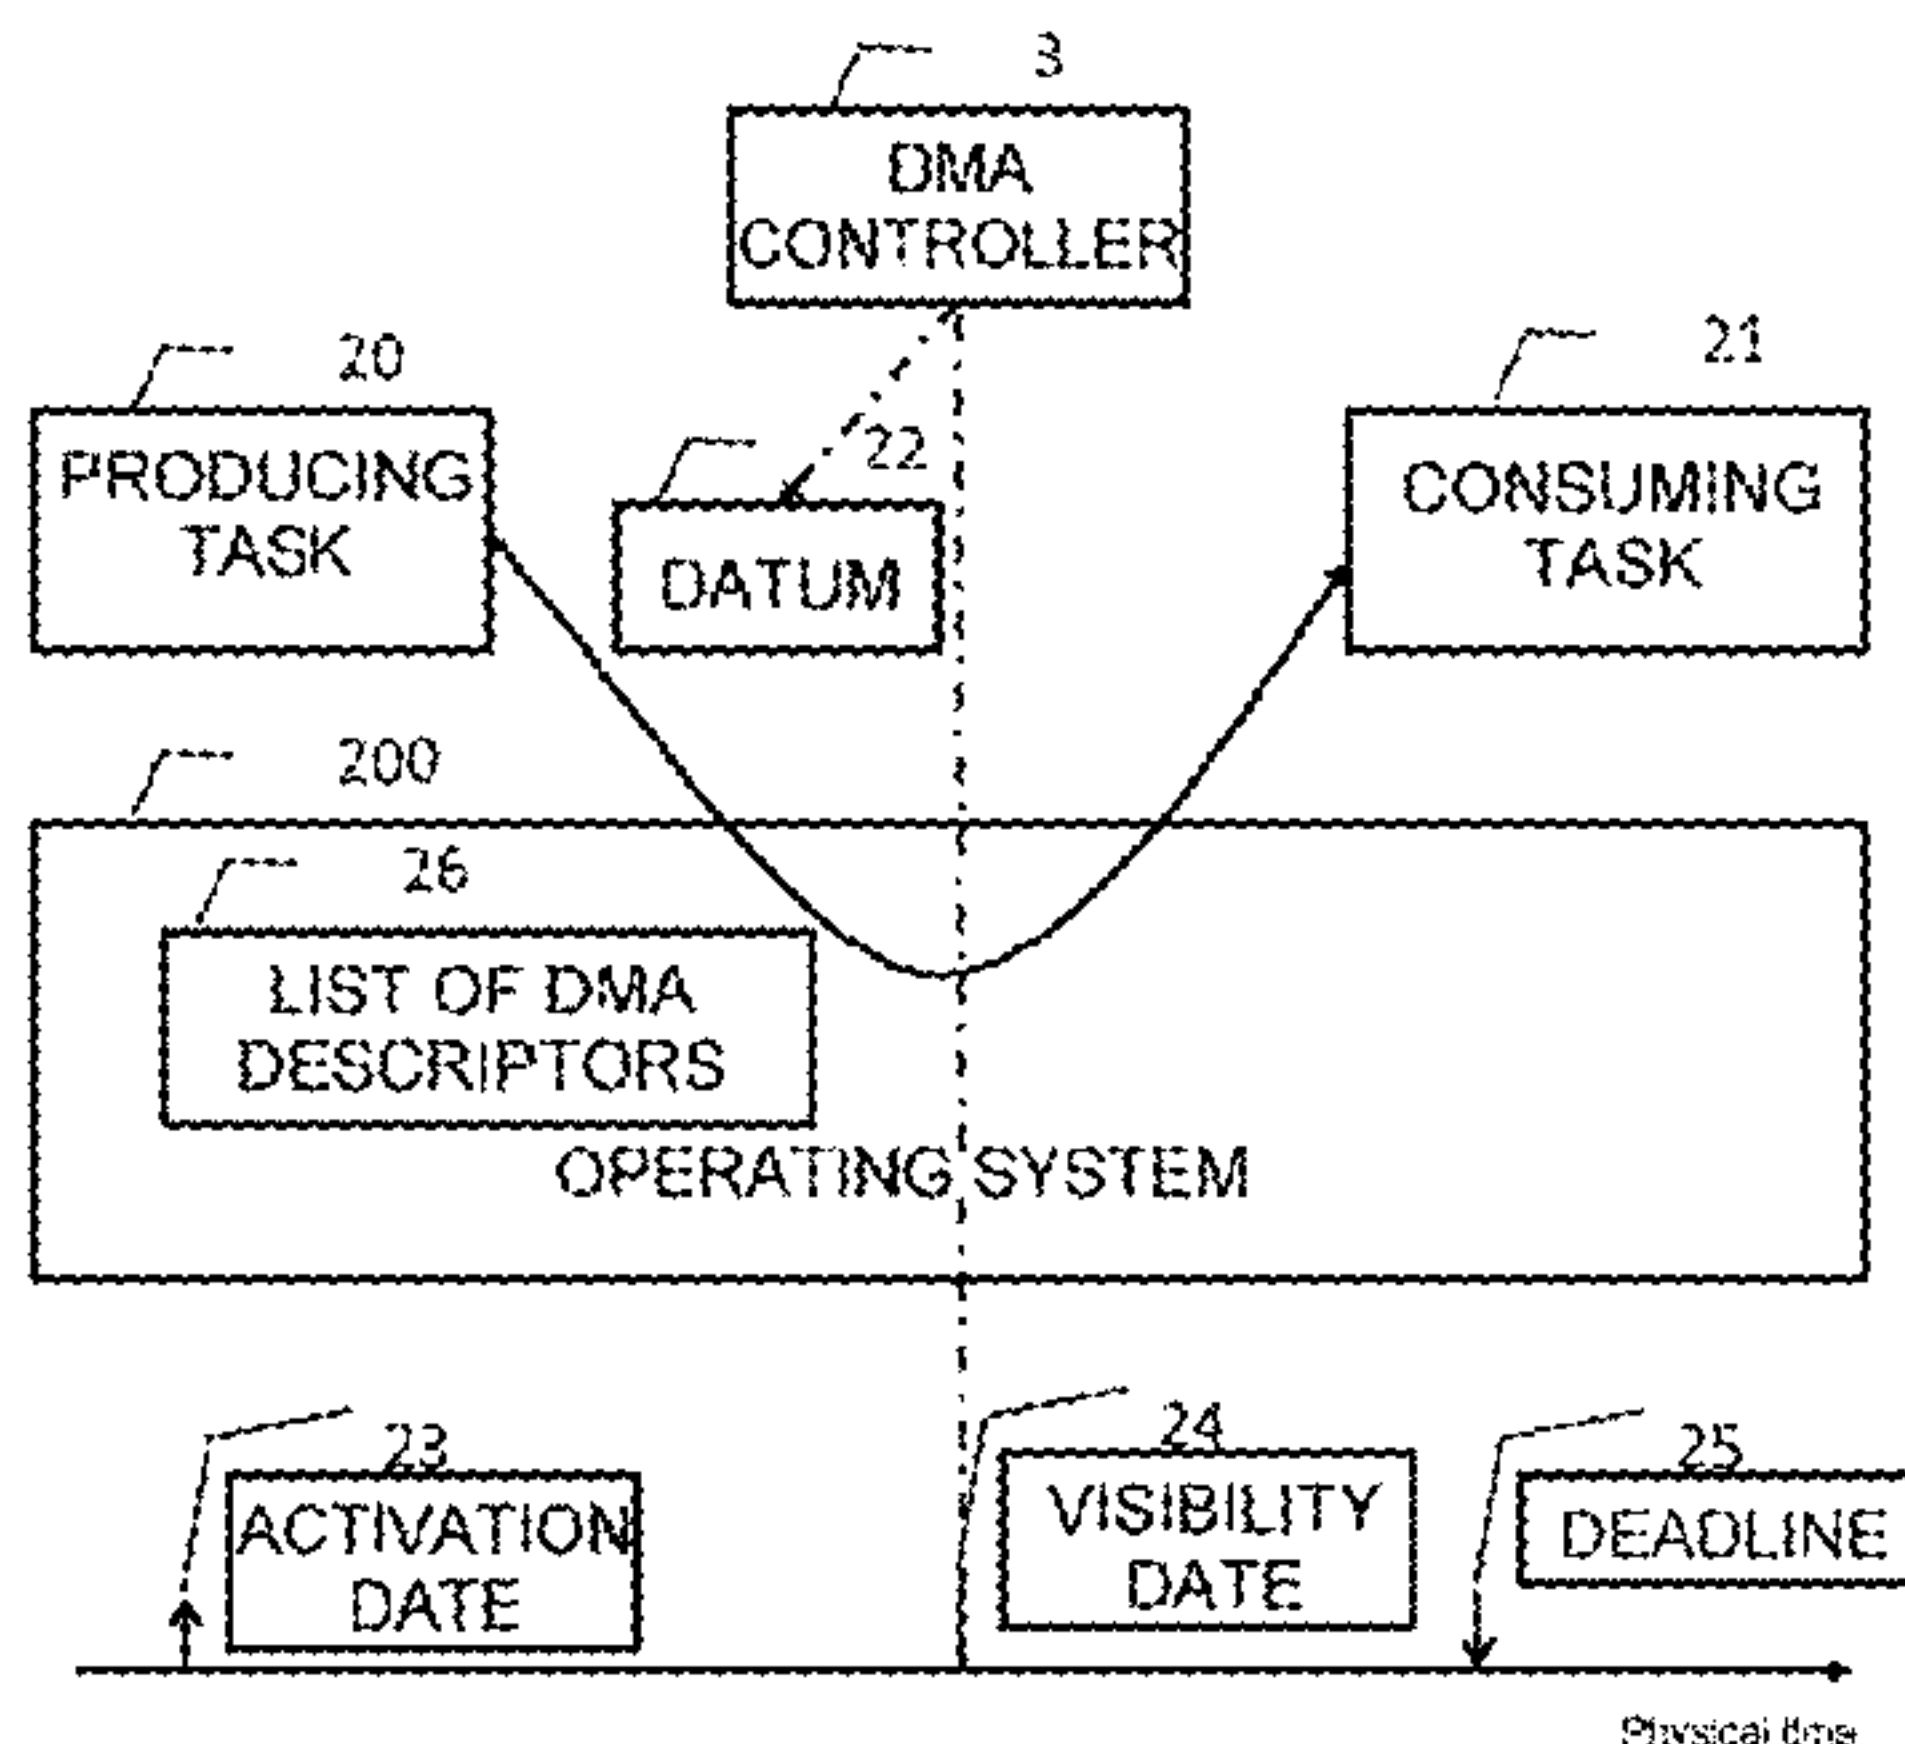 3
DMA
CONTROLLER
20
PRODUCING
TASK
22
DATUM
21
CONSUMING
TASK
200
26
LIST OF DMA
DESCRIPTORS
OPERATING SYSTEM
23
ACTIVATION
DATE
24
VISIBILITY
DATE
25
DEADLINE
Physical time